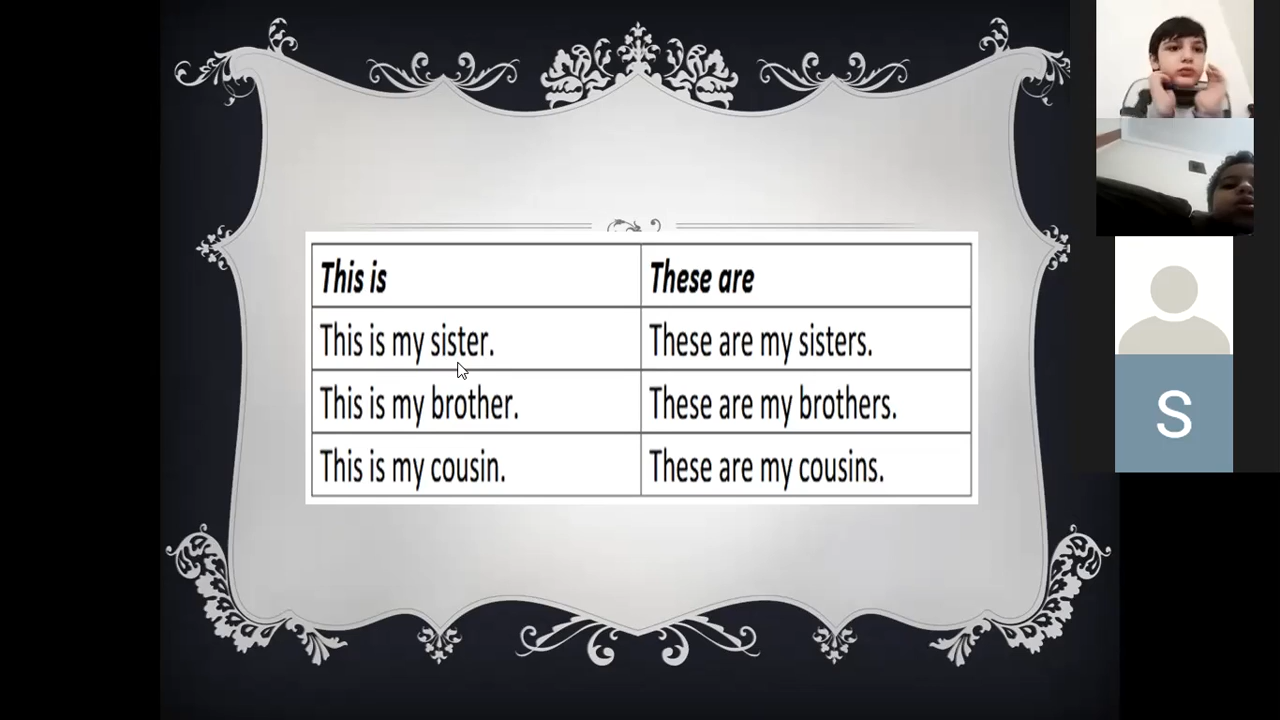 This is These are
This is my sister. These are my sisters.
This is my brother. These are my brothers.
This is my cousin. These are my cousins.
S